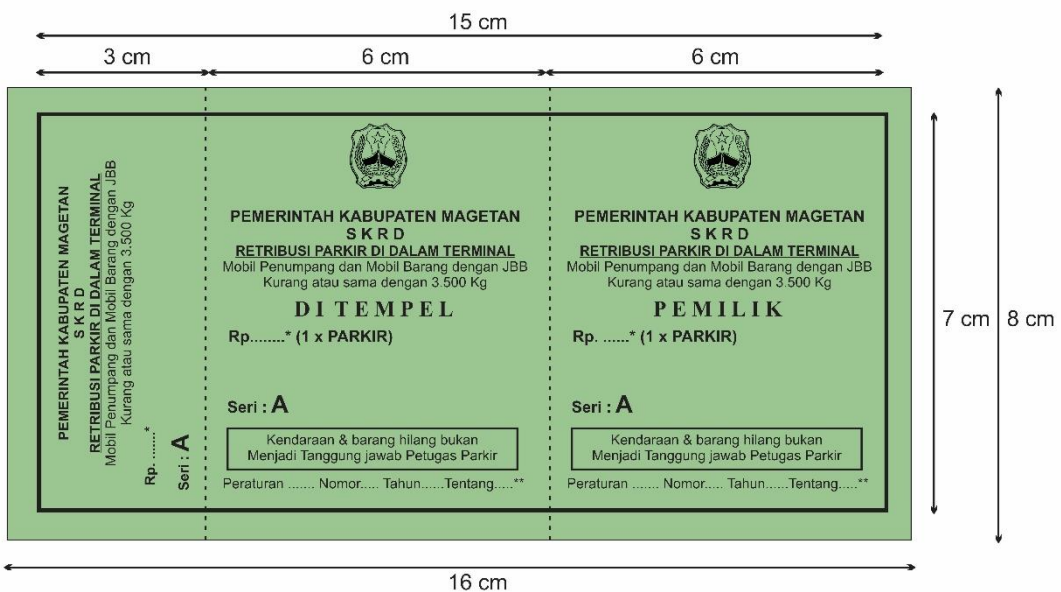 15 cm
3 cm
6 cm
6 cm
PEMERINTAH KABUPATEN MAGETAN
S K R D
RETRIBUSI PARKIR DI DALAM TERMINAL
Mobil Penumpang dan Mobil Barang dengan JBB
Kurang atau sama dengan 3.500 Kg
Rp. ......*
Seri : A
PEMERINTAH KABUPATEN MAGETAN
S K R D
RETRIBUSI PARKIR DI DALAM TERMINAL
Mobil Penumpang dan Mobil Barang dengan JBB
Kurang atau sama dengan 3.500 Kg
DI TEMPEL
Rp........* (1 x PARKIR)
Seri : A
Kendaraan & barang hilang bukan
Menjadi Tanggung jawab Petugas Parkir
Peraturan ....... Nomor..... Tahun......Tentang.....**
PEMERINTAH KABUPATEN MAGETAN
S K R D
RETRIBUSI PARKIR DI DALAM TERMINAL
Mobil Penumpang dan Mobil Barang dengan JBB
Kurang atau sama dengan 3.500 Kg
PEMILIK
Rp. ......* (1 x PARKIR)
Seri : A
Kendaraan & barang hilang bukan
Menjadi Tanggung jawab Petugas Parkir
Peraturan ....... Nomor..... Tahun......Tentang.....**
7 cm
8 cm
16 cm